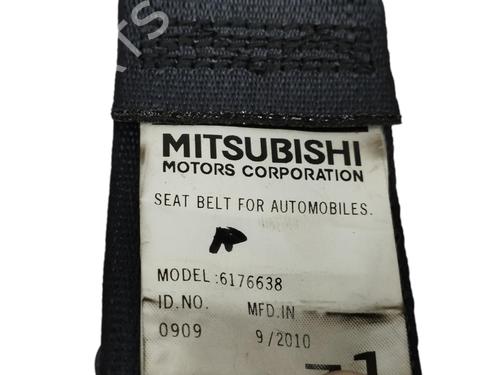 MITSUBISHI
MOTORS CORPORATION
SEAT BELT FOR AUTOMOBILES.
MODEL:6176638
ID.NO. MFD.IN
0909 9/2010